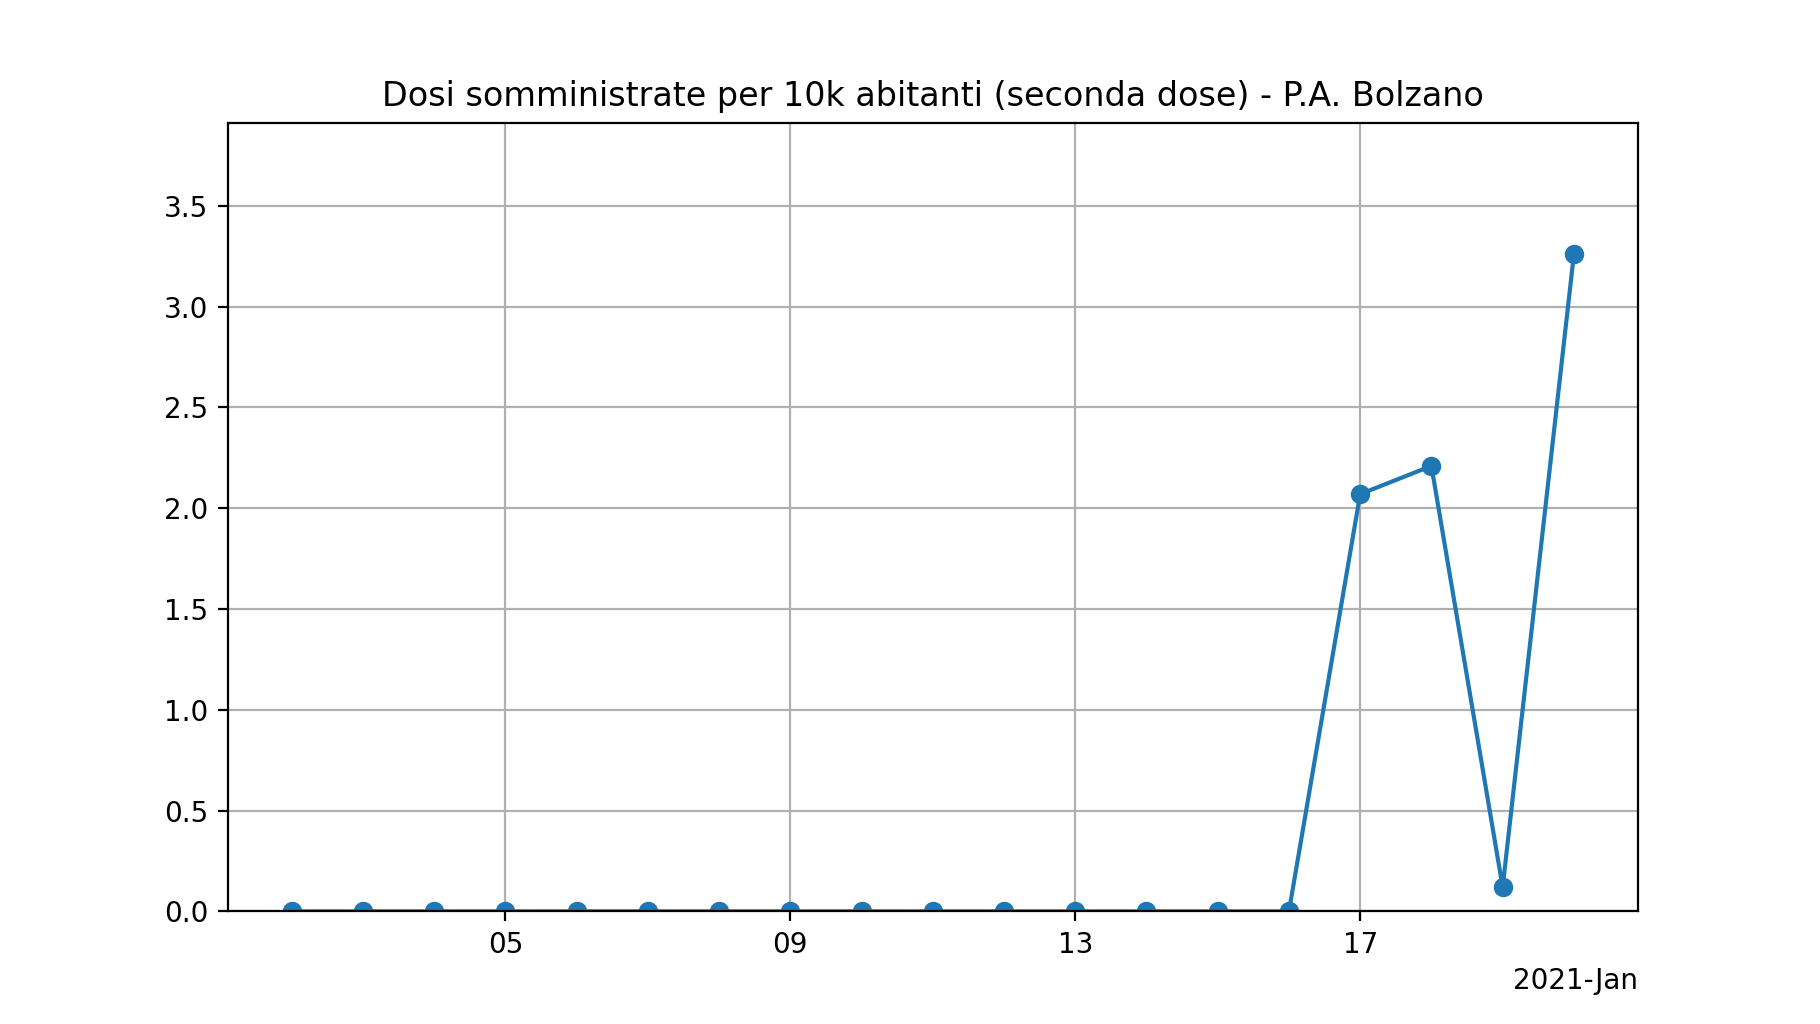 Dosi somministrate per 10k abitanti (seconda dose) - P.A. Bolzano
3.5
3.0
2.5
2.0
1.5
1.0
0.5
0.0
05 09 13 17
2021-Jan